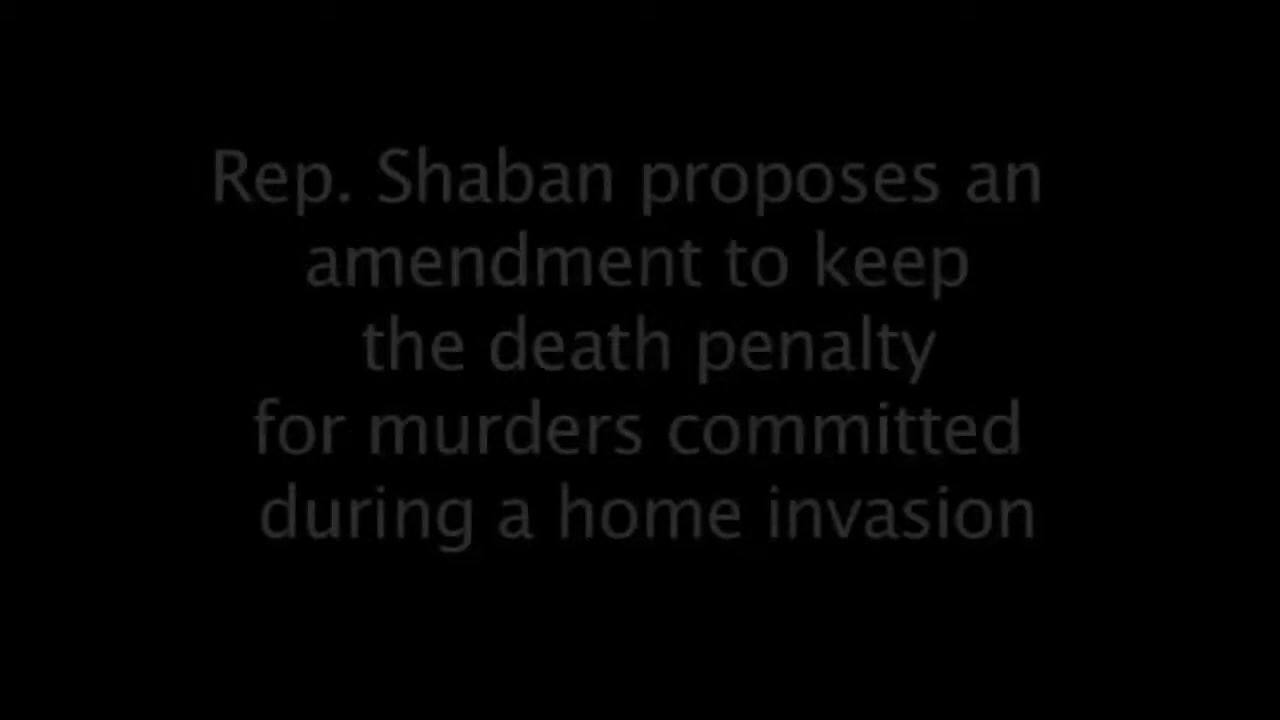 Rep. Shaban proposes an
amendment to keep
the death penalty
for murders committed
during a home invasion